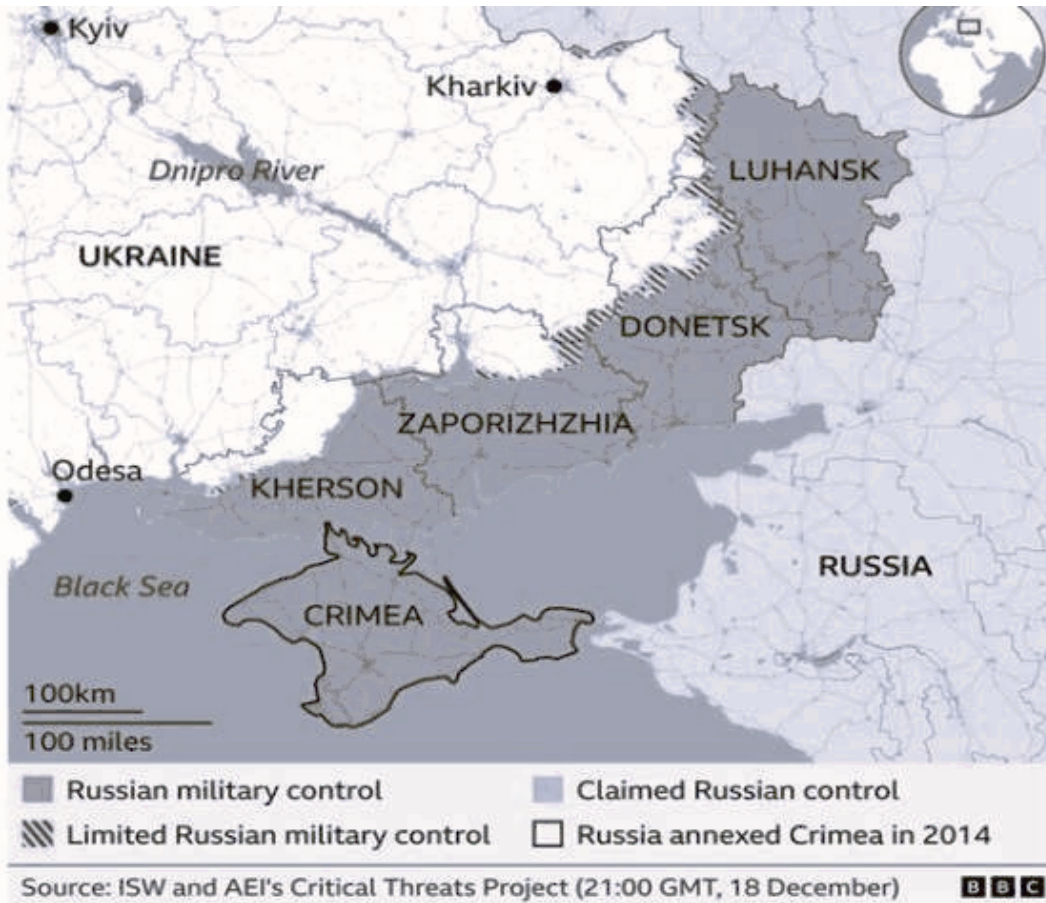 Kyiv
Kharkiv
Dnipro River
LUHANSK
UKRAINE
DONETSK
ZAPORIZHZHIA
Odesa
KHERSON
RUSSIA
Black Sea
CRIMEA
100km
100 miles
Russian military control
Claimed Russian control
Limited Russian military control
Russia annexed Crimea in 2014
Source: ISW and AEI's Critical Threats Project (21:00 GMT, 18 December)
BBC